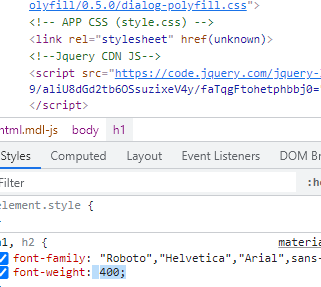 olyfill/0.5.0/dialog-polyfill.css">
<!-- APP CSS (style.css) -->
<link rel="stylesheet" href(unknown)>
<!--Jquery CDN JS-->
<script src="https://code.jquery.com/jquery-
9/aliU8dGd2tb6OSsuzixeV4y/faTqgFtohetphbbj0=
</script>
html.mdl-js body h1
Styles Computed Layout Event Listeners DOM Br
Filter :h
element.style {
h2 { materia
font-family: "Roboto","Helvetica","Arial",sans-
font-weight: 400;